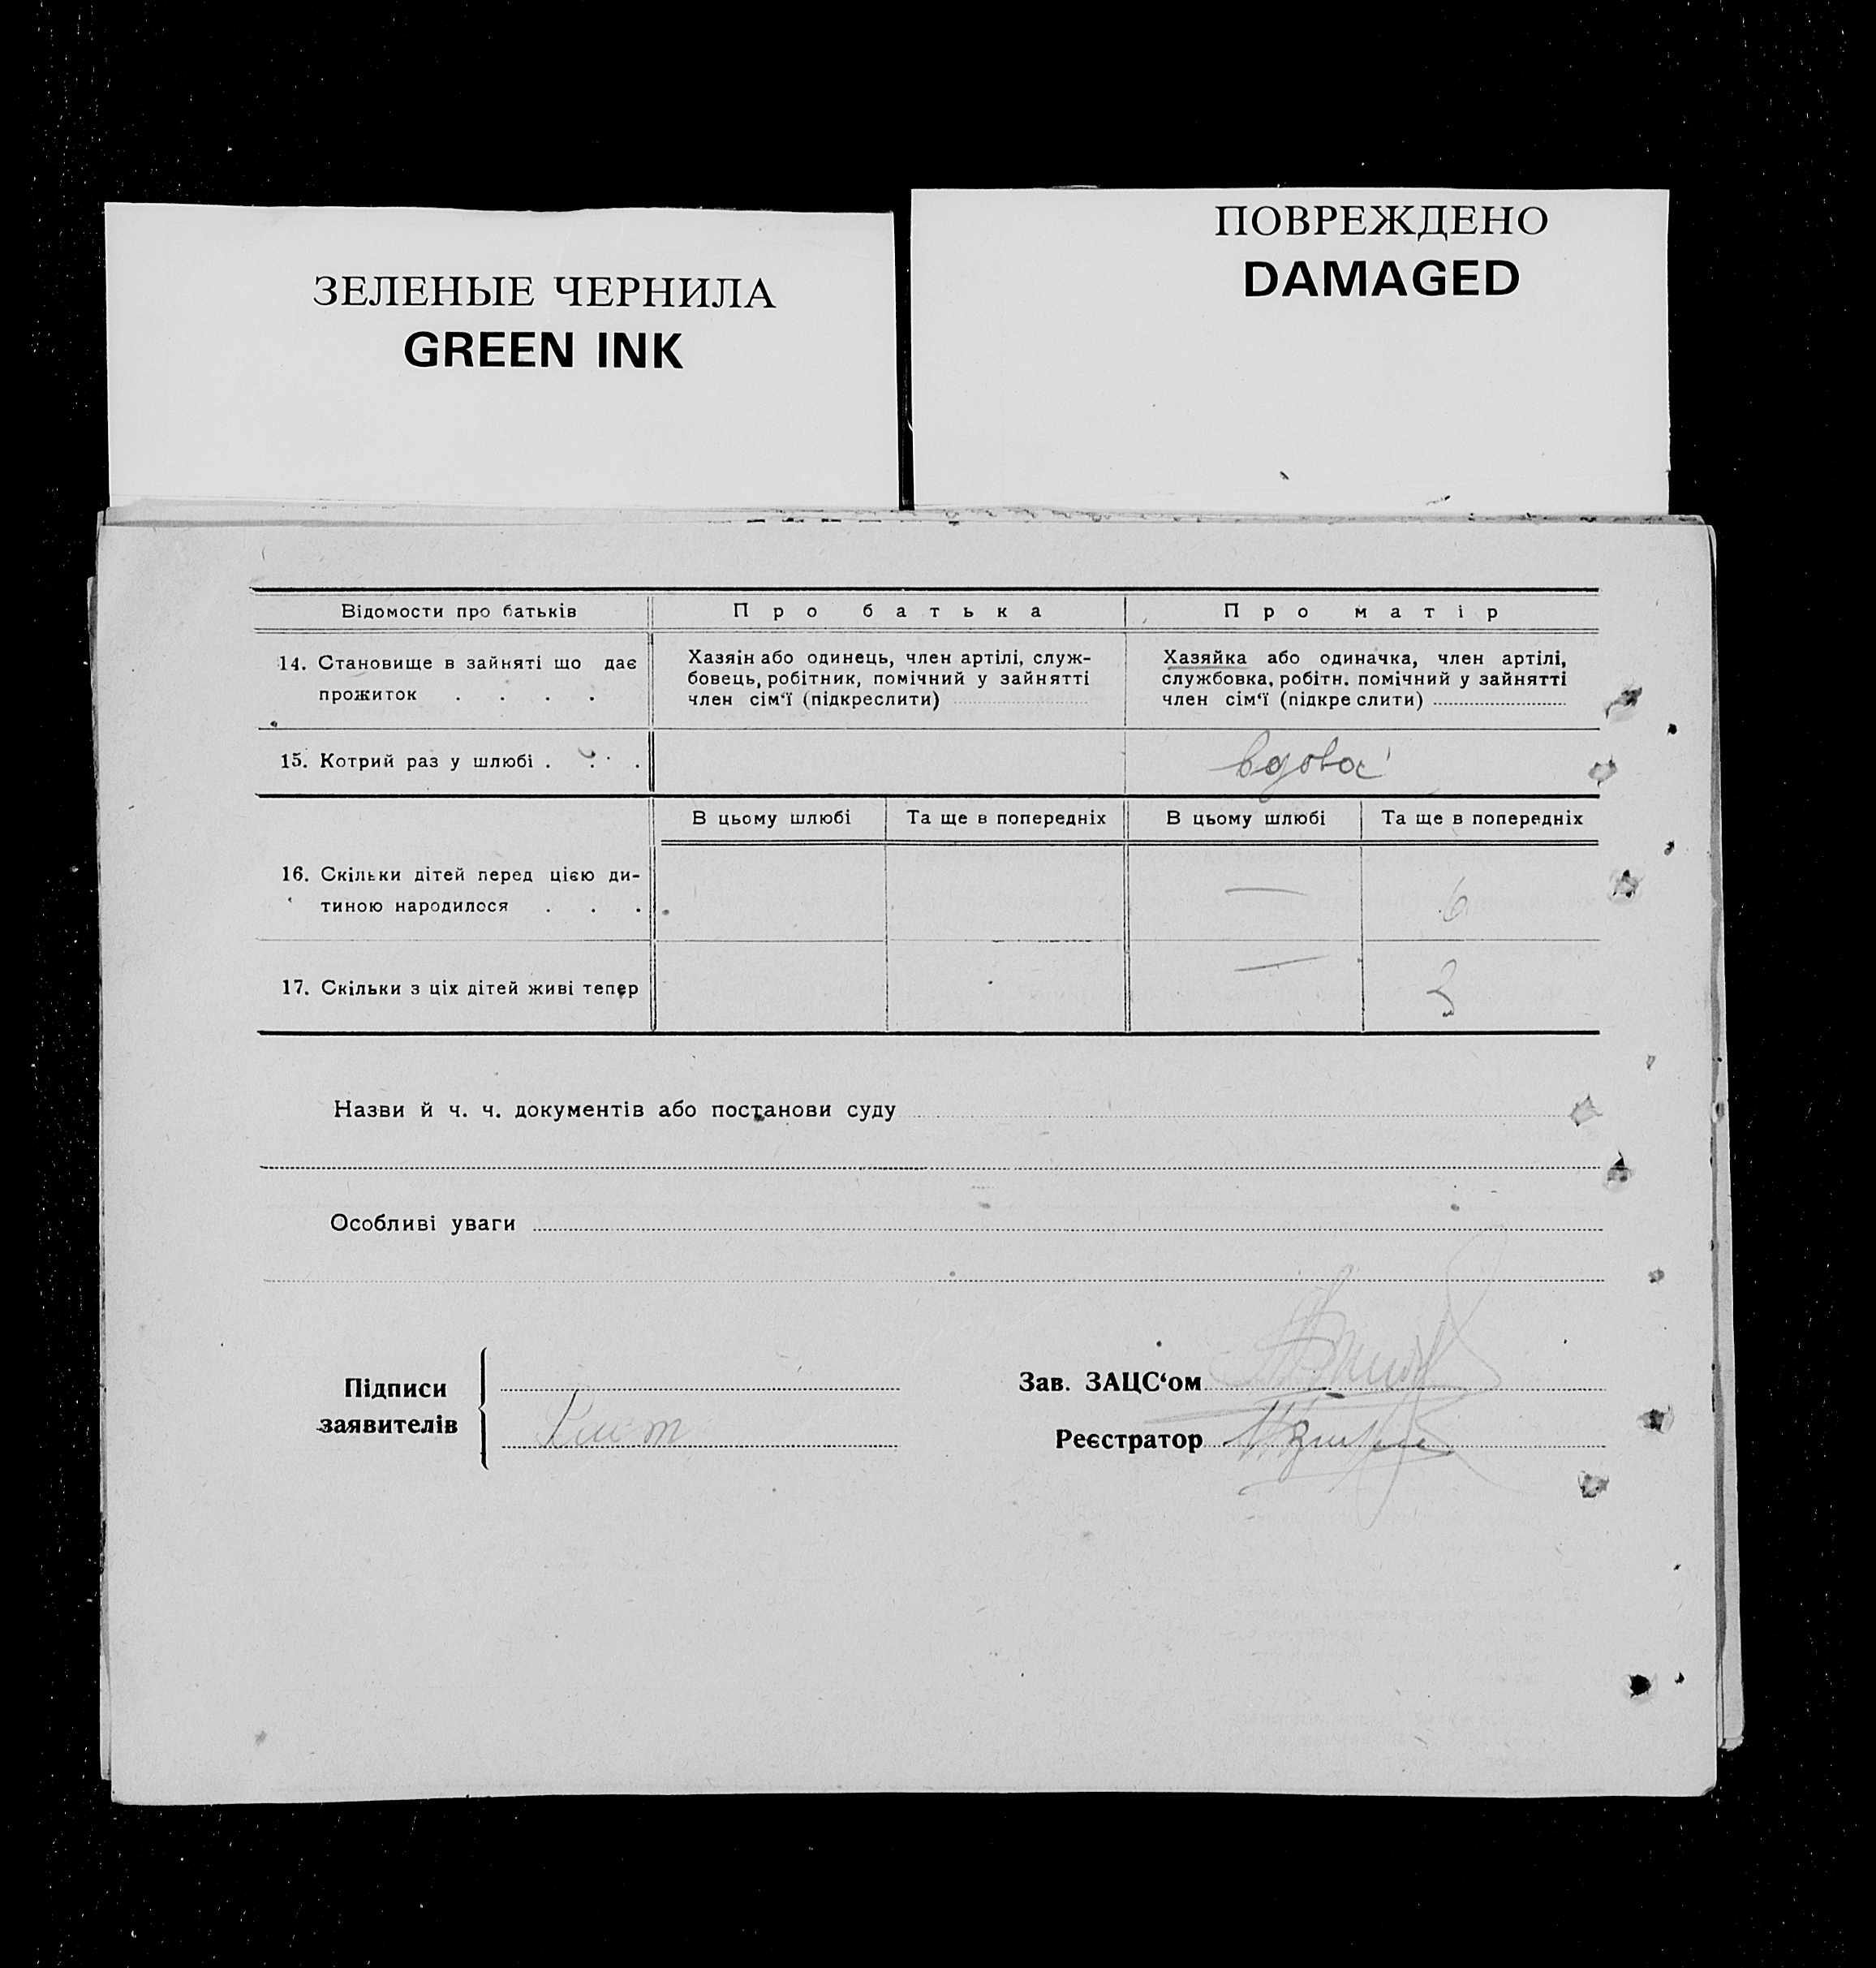 ЗЕЛЕНЫЕ ЧЕРНИЛА
GREEN INK
ПОВРЕЖДЕНО
DAMAGED
Відомости про батьків
Про батька
Про матір
14. Становище в зайняті що дає
прожиток . . . .
Хазяін або одинець, член артілі, служ-
бовець, робітник, помічний у зайнятті
член сім‘ї (підкреслити)
Хазяйка або одиначка, член артілі,
службовка, робітн. помічний у зайнятті
член сім‘ї (підкре слити)
15. Котрий раз у шлюбі . . . .
вдова
В цьому шлюбі
Та ще в попередніх
В цьому шлюбі
Та ще в попередніх
16. Скільки дітей перед цією ди-
тиною народилося . . .
—
6
17. Скільки з ціх дітей живі тепер
—
3
Назви й ч. ч. документів або постанови суду
Особливі уваги
Підписи
заявителів
Зав. ЗАЦС‘ом
Реєстратор